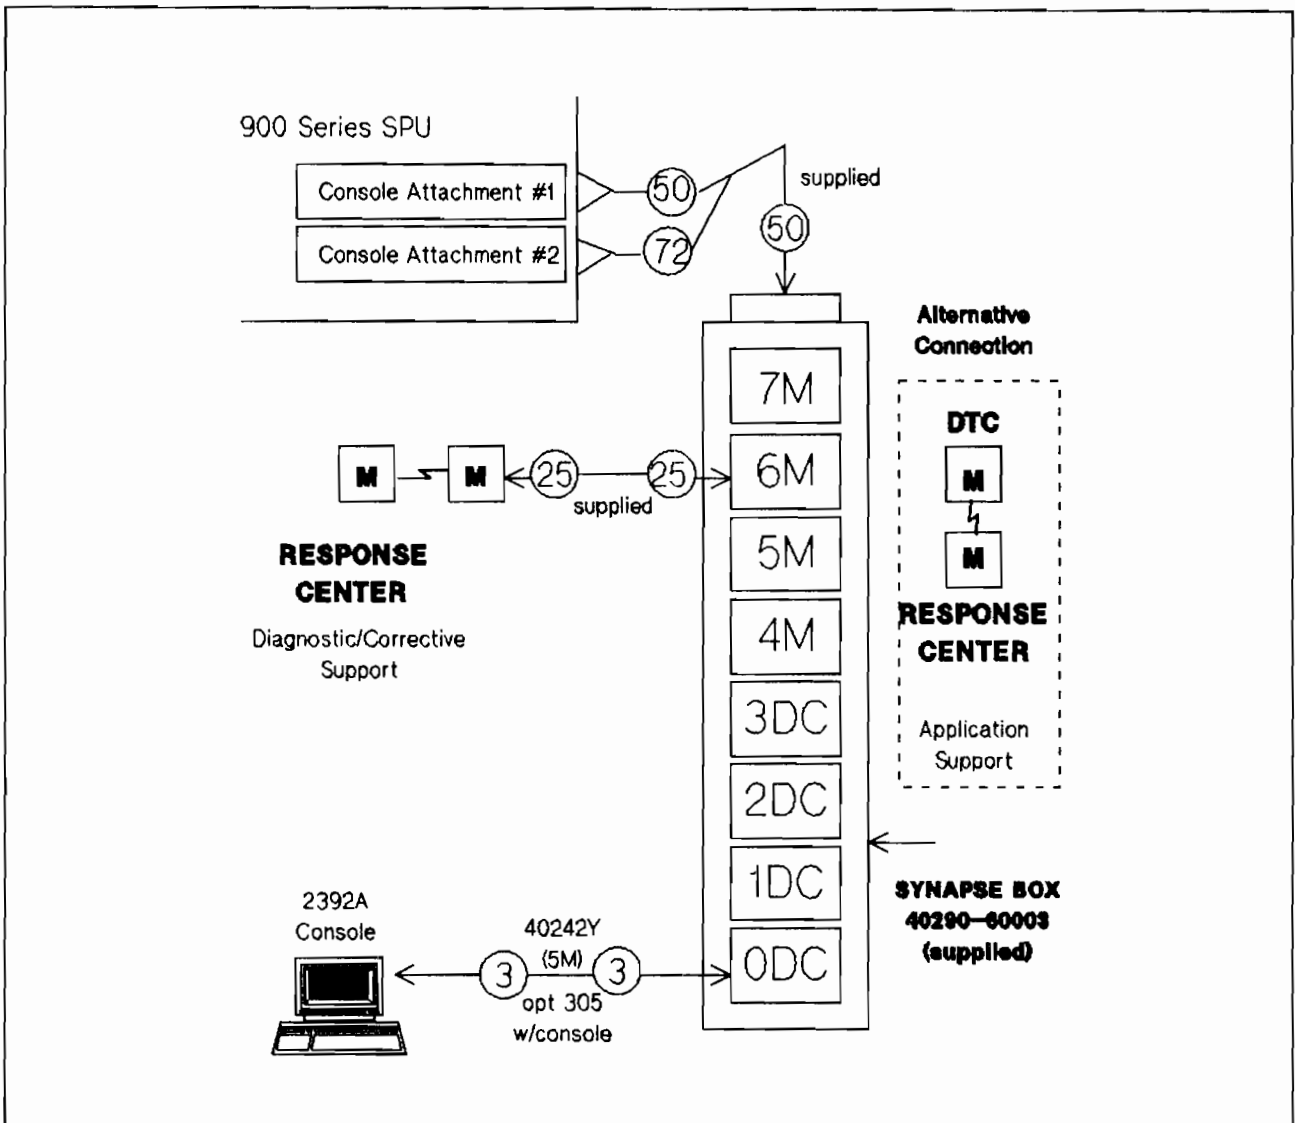 900 Series SPU
Console Attachment #1
Console Attachment #2
50
72
supplied
50
Alternative
Connection
7M
6M
5M
4M
3DC
2DC
1DC
0DC
M
M
25
25
supplied
RESPONSE
CENTER
Diagnostic/Corrective
Support
DTC
M
M
RESPONSE
CENTER
Application
Support
SYNAPSE BOX
40290-60003
(supplied)
2392A
Console
40242Y
(5M)
3
3
opt 305
w/console